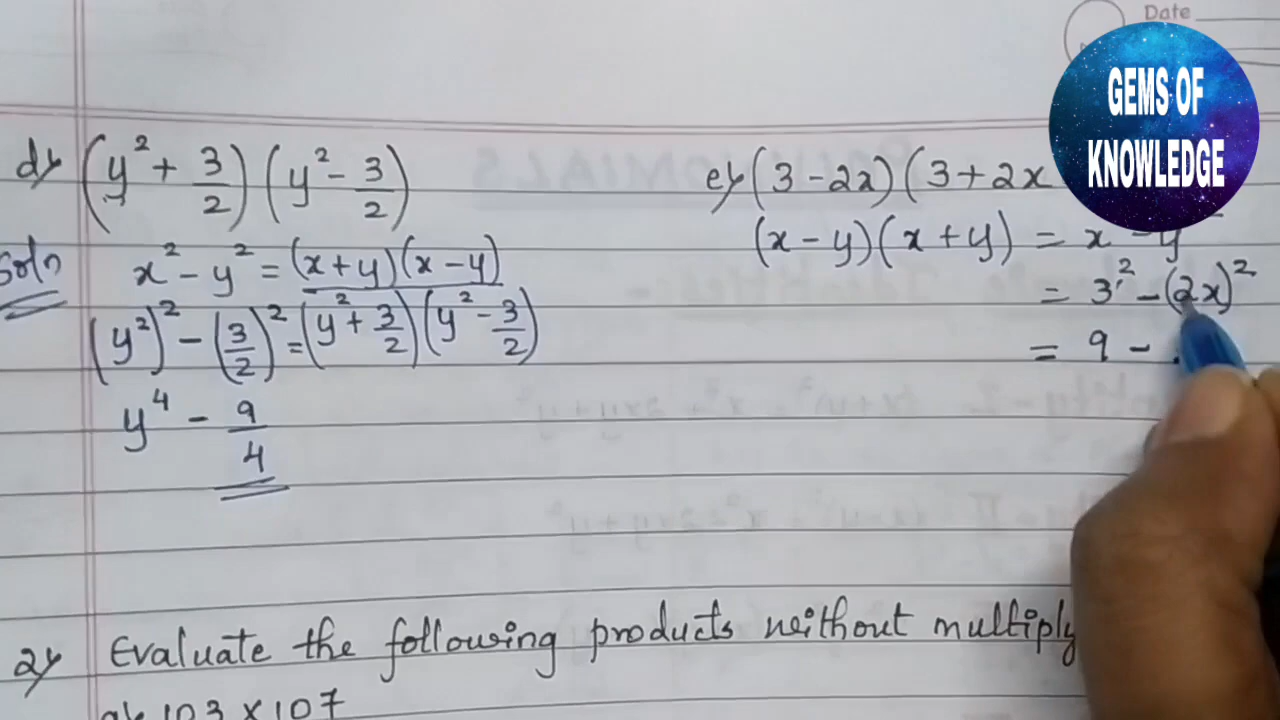 Date
GEMS OF
KNOWLEDGE
d) (y² + 3/2) (y² - 3/2)
Soln x² - y² = (x+y)(x-y)
(y²)² - (3/2)² = (y² + 3/2)(y² - 3/2)
y⁴ - 9/4
e) (3-2x)(3+2x
(x-y)(x+y) = x² - y²
= 3² - (2x)²
= 9 -
2) Evaluate the following products without multiply
a) 103 × 107